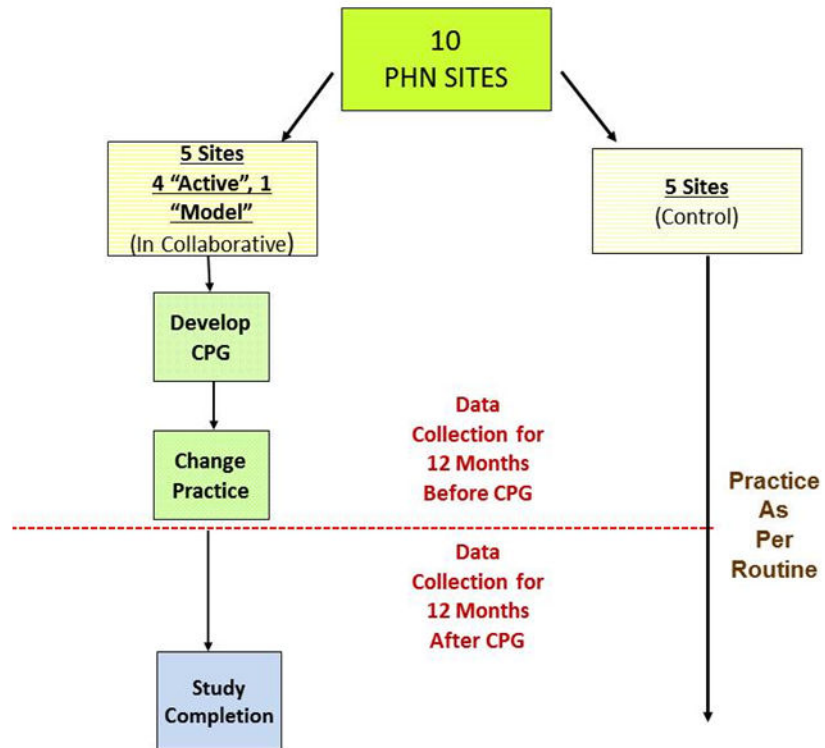 10
PHN SITES
5 Sites
4 “Active”, 1
“Model”
(In Collaborative)
5 Sites
(Control)
Develop
CPG
Change
Practice
Data
Collection for
12 Months
Before CPG
Practice
As
Per
Routine
Data
Collection for
12 Months
After CPG
Study
Completion